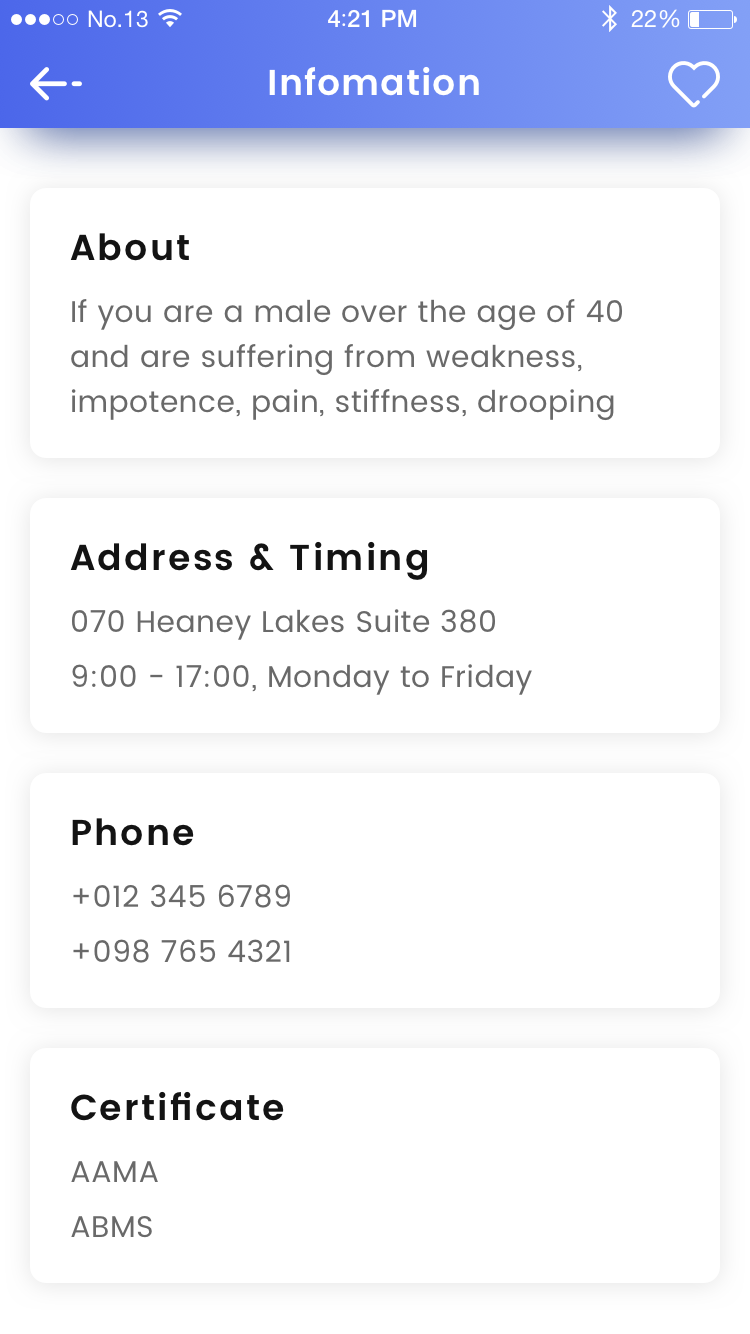 No.13 4:21 PM 22%
Infomation
About
If you are a male over the age of 40
and are suffering from weakness,
impotence, pain, stiffness, drooping
Address & Timing
070 Heaney Lakes Suite 380
9:00 - 17:00, Monday to Friday
Phone
+012 345 6789
+098 765 4321
Certificate
AAMA
ABMS